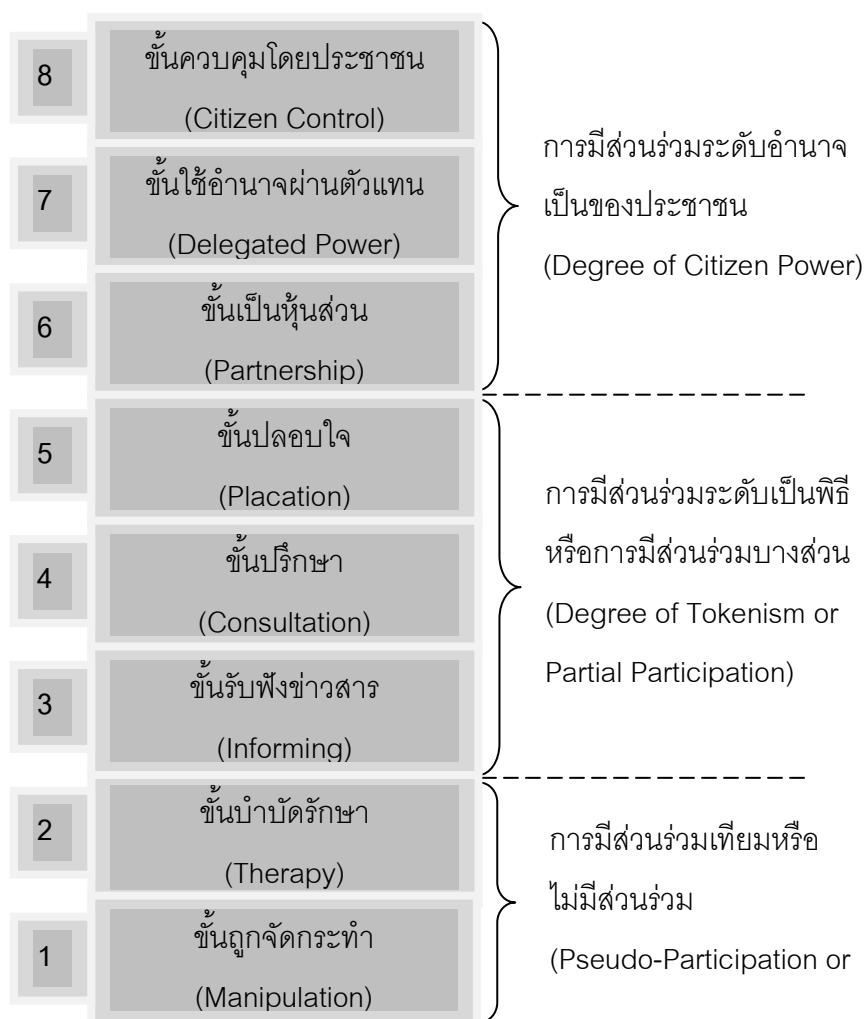 8
ขั้นควบคุมโดยประชาชน
(Citizen Control)
7
ขั้นใช้อำนาจผ่านตัวแทน
(Delegated Power)
6
ขั้นเป็นหุ้นส่วน
(Partnership)
การมีส่วนร่วมระดับอำนาจ
เป็นของประชาชน
(Degree of Citizen Power)
5
ขั้นปลอบใจ
(Placation)
4
ขั้นปรึกษา
(Consultation)
3
ขั้นรับฟังข่าวสาร
(Informing)
การมีส่วนร่วมระดับเป็นพิธี
หรือการมีส่วนร่วมบางส่วน
(Degree of Tokenism or
Partial Participation)
2
ขั้นบำบัดรักษา
(Therapy)
1
ขั้นถูกจัดกระทำ
(Manipulation)
การมีส่วนร่วมเทียมหรือ
ไม่มีส่วนร่วม
(Pseudo-Participation or